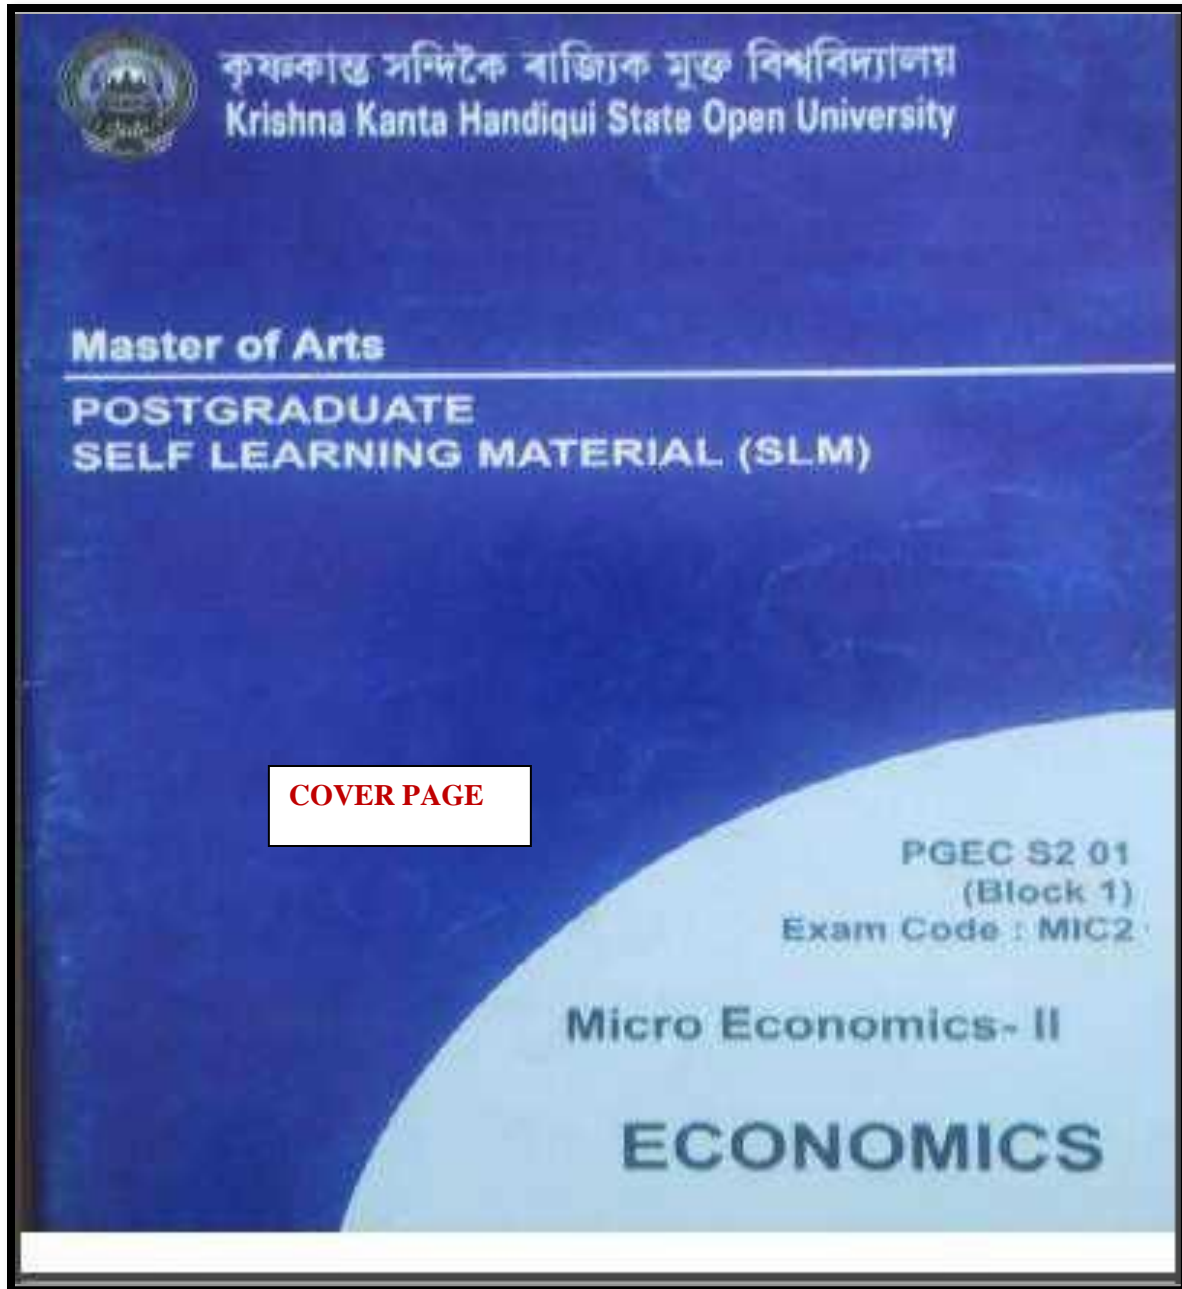 কৃষ্ণকান্ত সন্দিকৈ ৰাজ্যিক মুক্ত বিশ্ববিদ্যালয়
Krishna Kanta Handiqui State Open University
Master of Arts
POSTGRADUATE
SELF LEARNING MATERIAL (SLM)
COVER PAGE
PGEC S2 01
(Block 1)
Exam Code : MIC2
Micro Economics- II
ECONOMICS